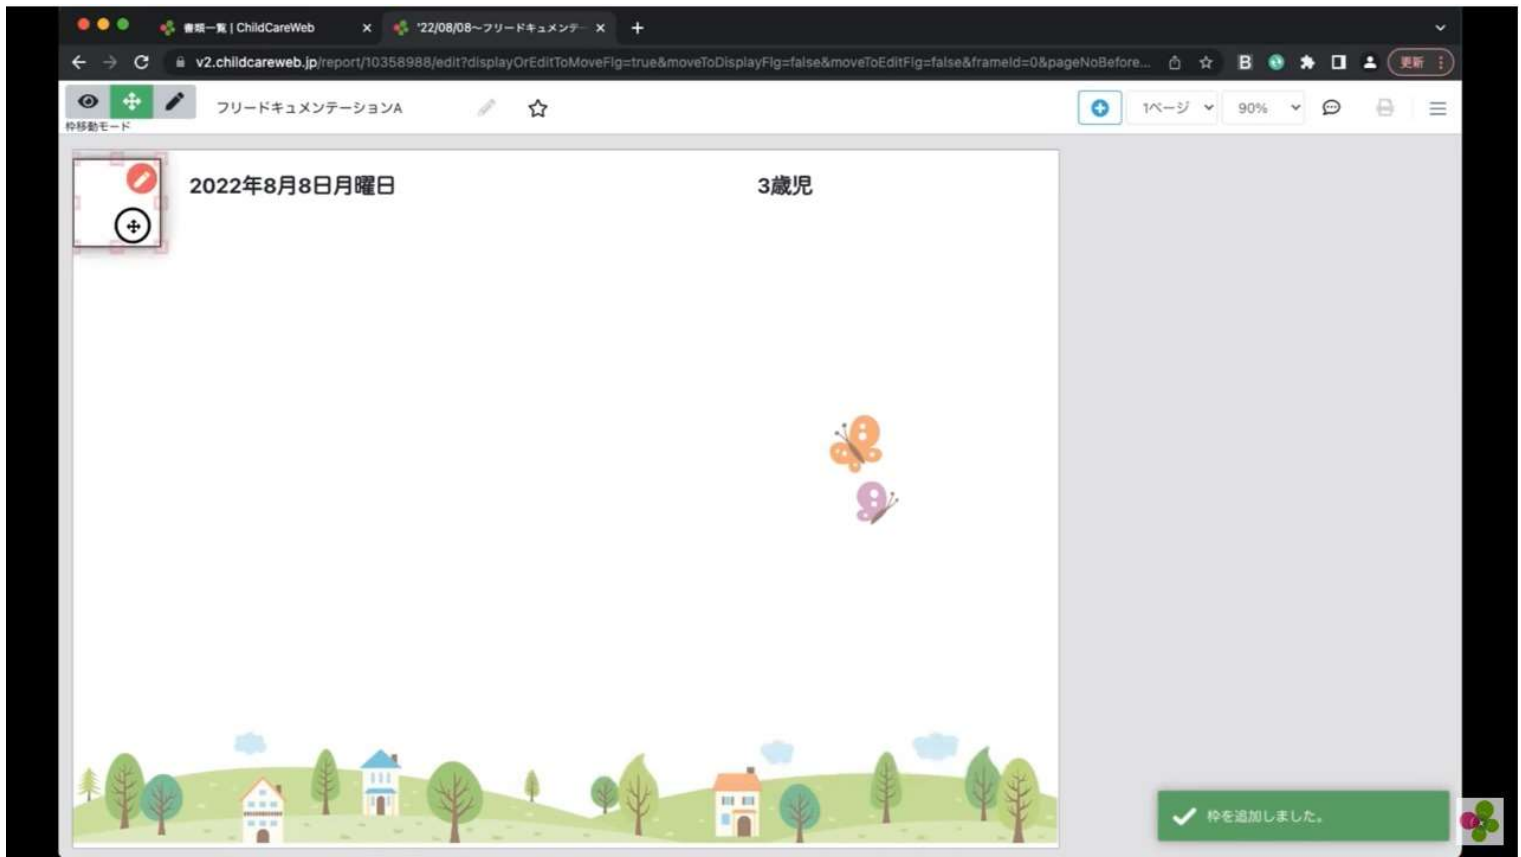 書類一覧 | ChildCareWeb
'22/08/08〜フリードキュメンテー
v2.childcareweb.jp/report/10358988/edit?displayOrEditToMoveFlg=true&moveToDisplayFlg=false&moveToEditFlg=false&frameId=0&pageNoBefore...
更新
フリードキュメンテーションA
1ページ
90%
枠移動モード
2022年8月8日月曜日
3歳児
枠を追加しました。